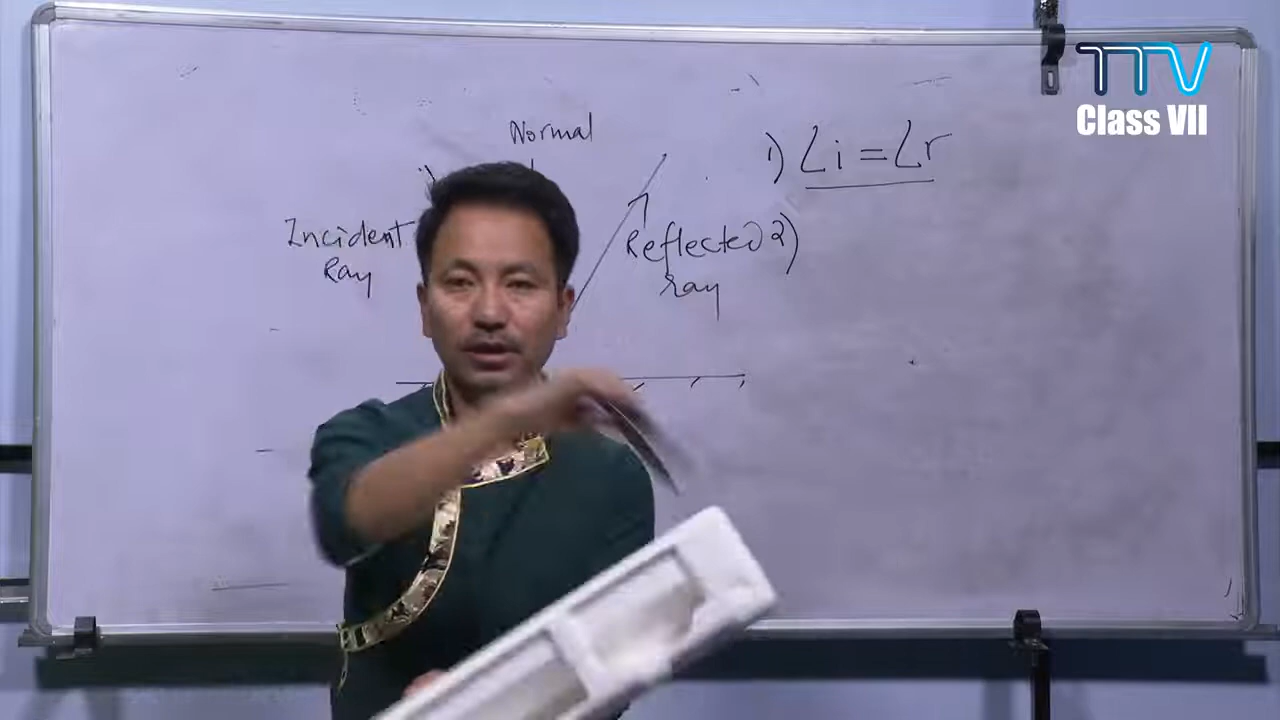 TTV
Class VII
Normal
1) ∠i = ∠r
Incident
Ray
Reflected
ray
2)